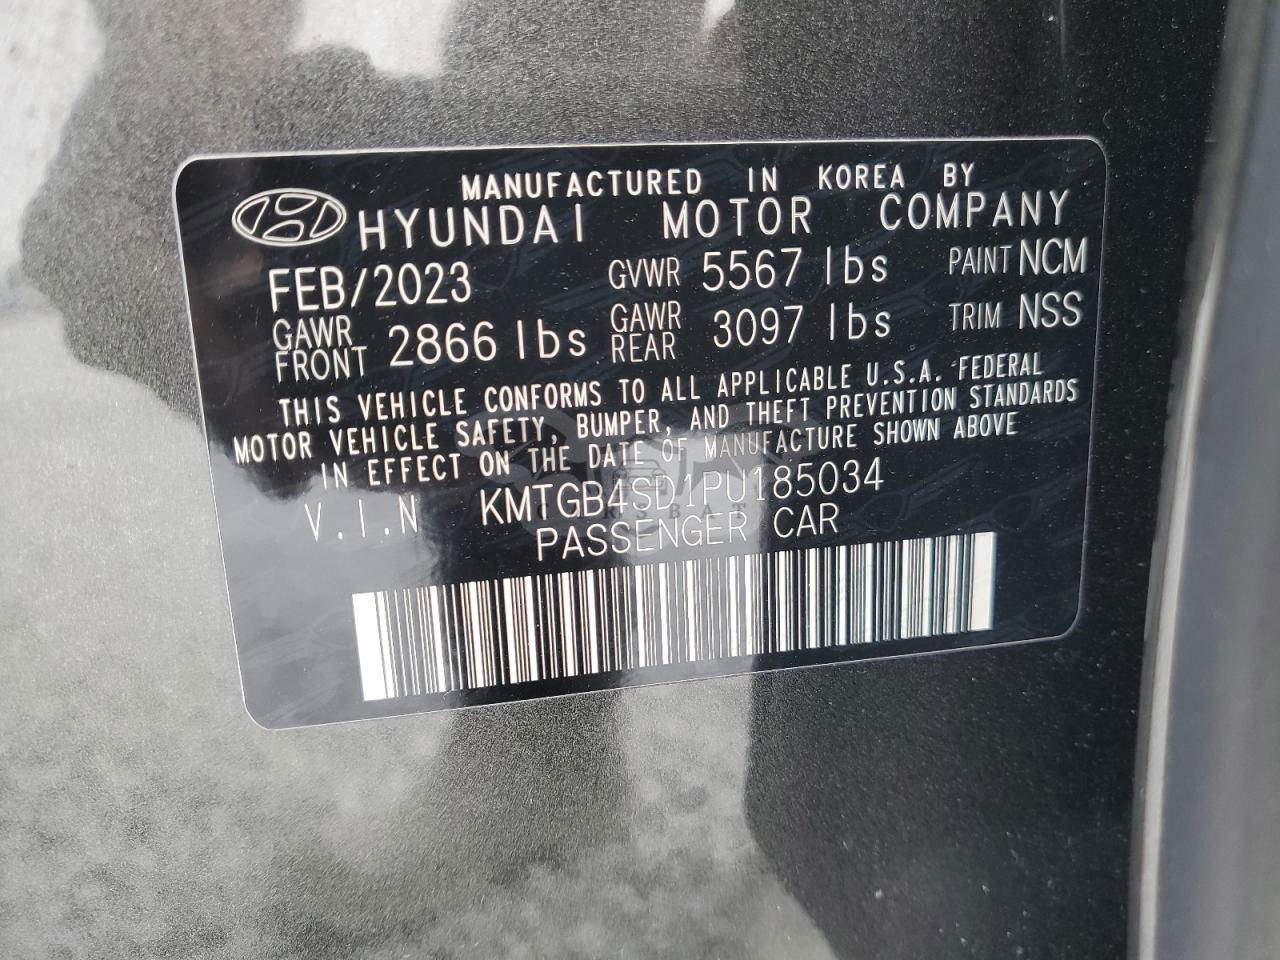 MANUFACTURED IN KOREA BY
HYUNDAI MOTOR COMPANY
FEB/2023 GVWR 5567 lbs PAINT NCM
GAWR FRONT 2866 lbs GAWR REAR 3097 lbs TRIM NSS
THIS VEHICLE CONFORMS TO ALL APPLICABLE U.S.A. FEDERAL
MOTOR VEHICLE SAFETY, BUMPER, AND THEFT PREVENTION STANDARDS
IN EFFECT ON THE DATE OF MANUFACTURE SHOWN ABOVE
V.I.N KMTGB4SD1PU185034
PASSENGER CAR